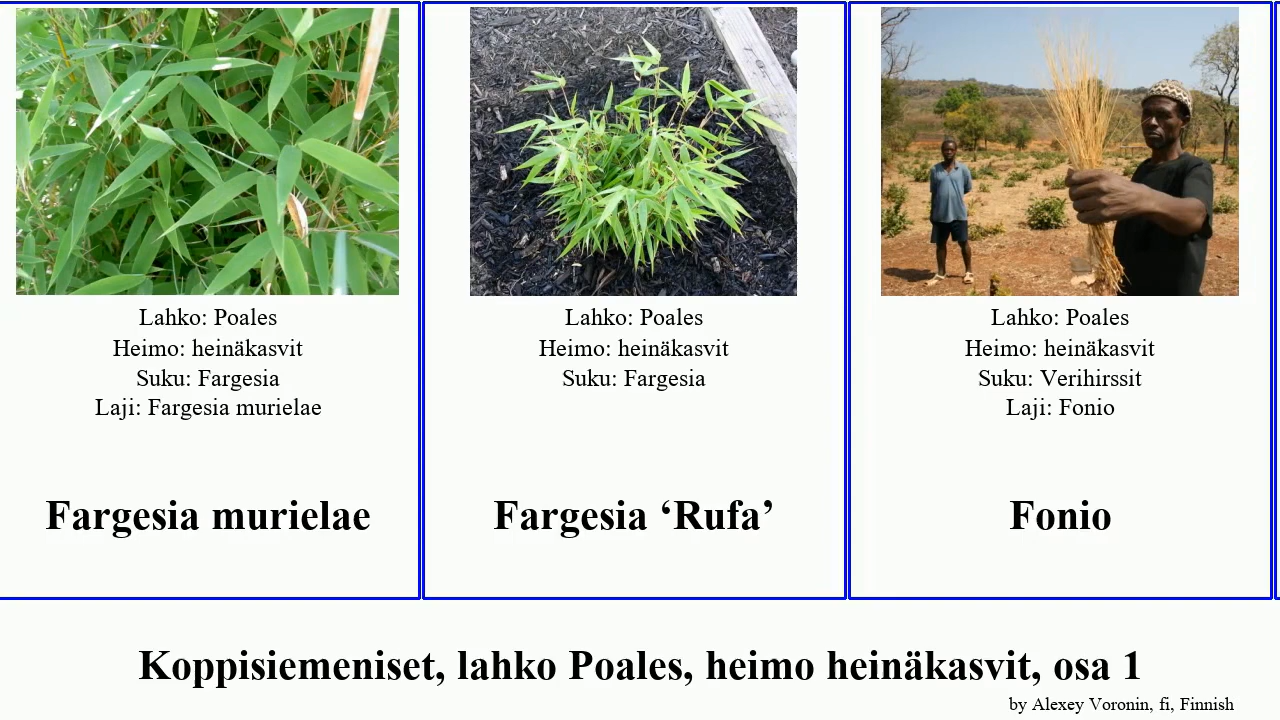 Lahko: Poales
Heimo: heinäkasvit
Suku: Fargesia
Laji: Fargesia murielae
Fargesia murielae
Lahko: Poales
Heimo: heinäkasvit
Suku: Fargesia
Fargesia ‘Rufa’
Lahko: Poales
Heimo: heinäkasvit
Suku: Verihirssit
Laji: Fonio
Fonio
Koppisiemeniset, lahko Poales, heimo heinäkasvit, osa 1
by Alexey Voronin, fi, Finnish